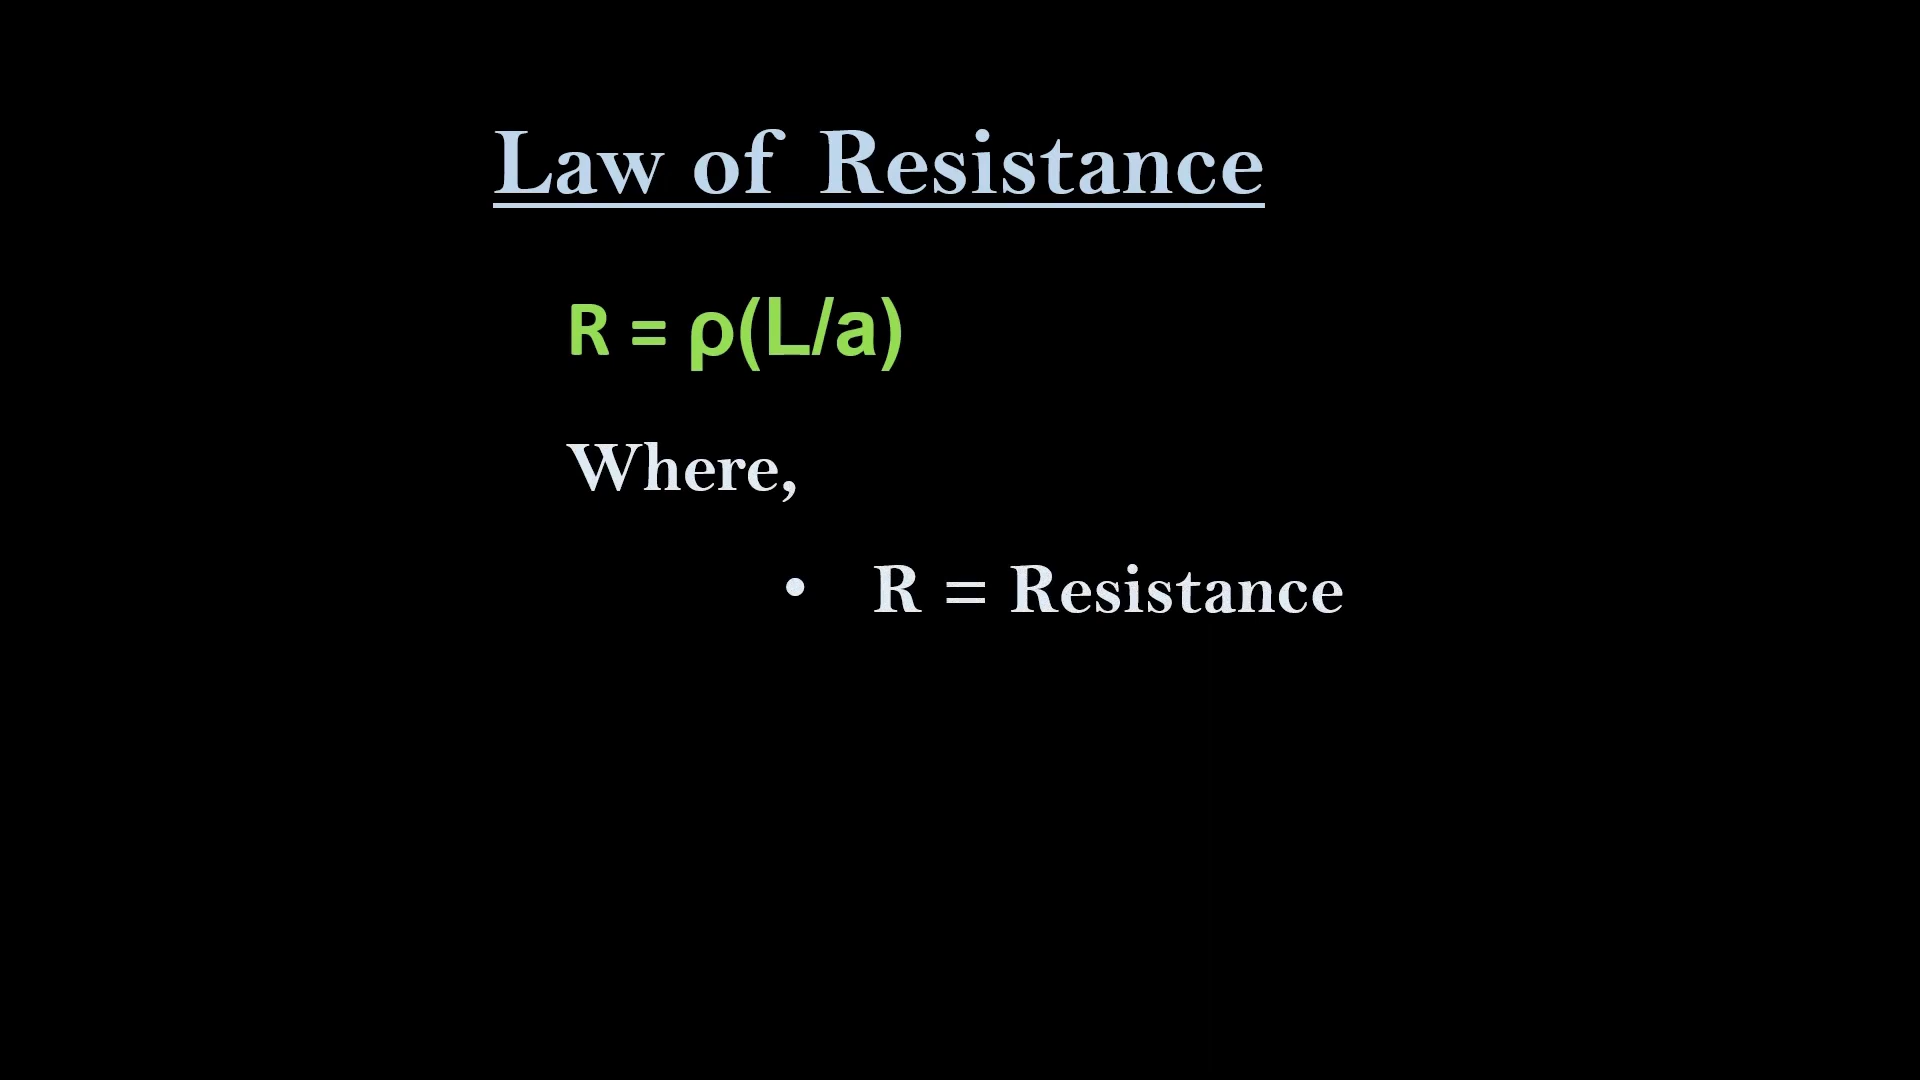 Law of Resistance
R = ρ(L/a)
Where,
• R = Resistance